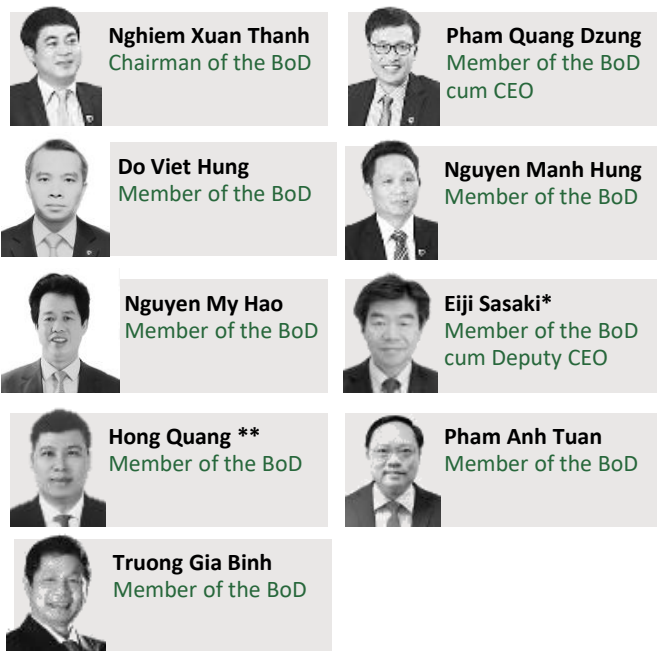 Nghiem Xuan Thanh
Chairman of the BoD
Pham Quang Dzung
Member of the BoD
cum CEO
Do Viet Hung
Member of the BoD
Nguyen Manh Hung
Member of the BoD
Nguyen My Hao
Member of the BoD
Eiji Sasaki*
Member of the BoD
cum Deputy CEO
Hong Quang **
Member of the BoD
Pham Anh Tuan
Member of the BoD
Truong Gia Binh
Member of the BoD